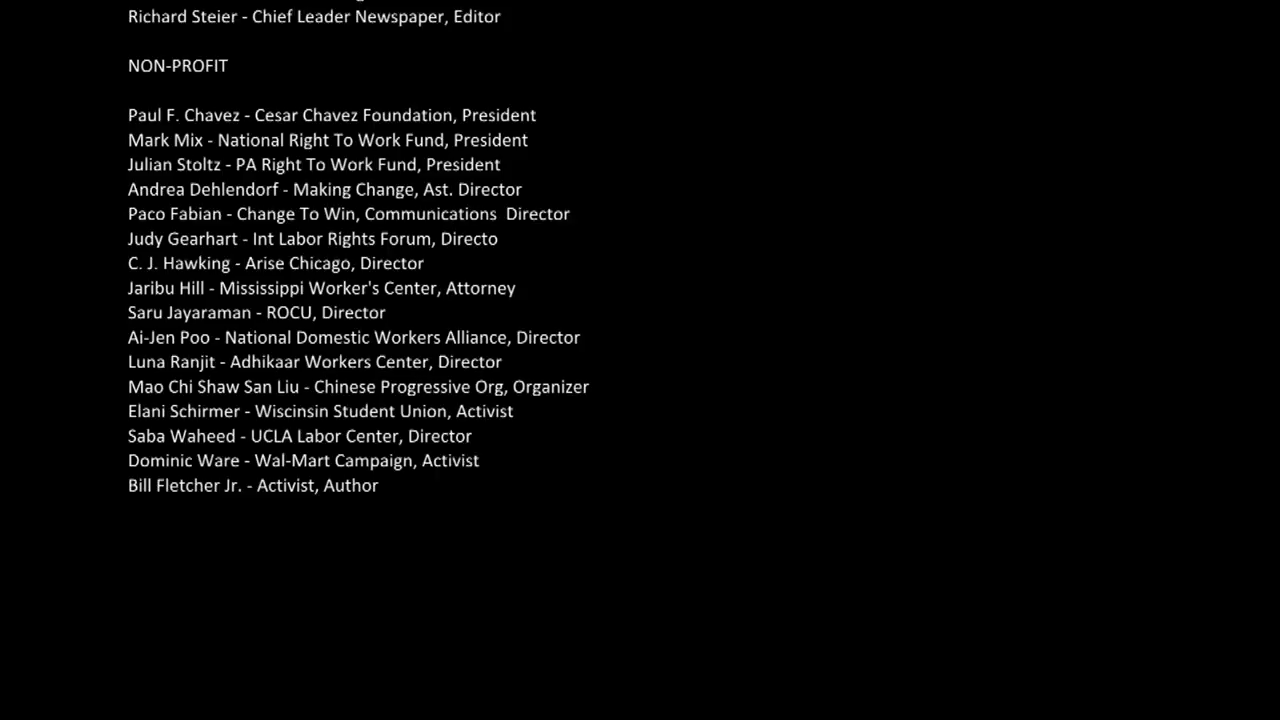 Richard Steier - Chief Leader Newspaper, Editor
NON-PROFIT
Paul F. Chavez - Cesar Chavez Foundation, President
Mark Mix - National Right To Work Fund, President
Julian Stoltz - PA Right To Work Fund, President
Andrea Dehlendorf - Making Change, Ast. Director
Paco Fabian - Change To Win, Communications  Director
Judy Gearhart - Int Labor Rights Forum, Directo
C. J. Hawking - Arise Chicago, Director
Jaribu Hill - Mississippi Worker's Center, Attorney
Saru Jayaraman - ROCU, Director
Ai-Jen Poo - National Domestic Workers Alliance, Director
Luna Ranjit - Adhikaar Workers Center, Director
Mao Chi Shaw San Liu - Chinese Progressive Org, Organizer
Elani Schirmer - Wiscinsin Student Union, Activist
Saba Waheed - UCLA Labor Center, Director
Dominic Ware - Wal-Mart Campaign, Activist
Bill Fletcher Jr. - Activist, Author